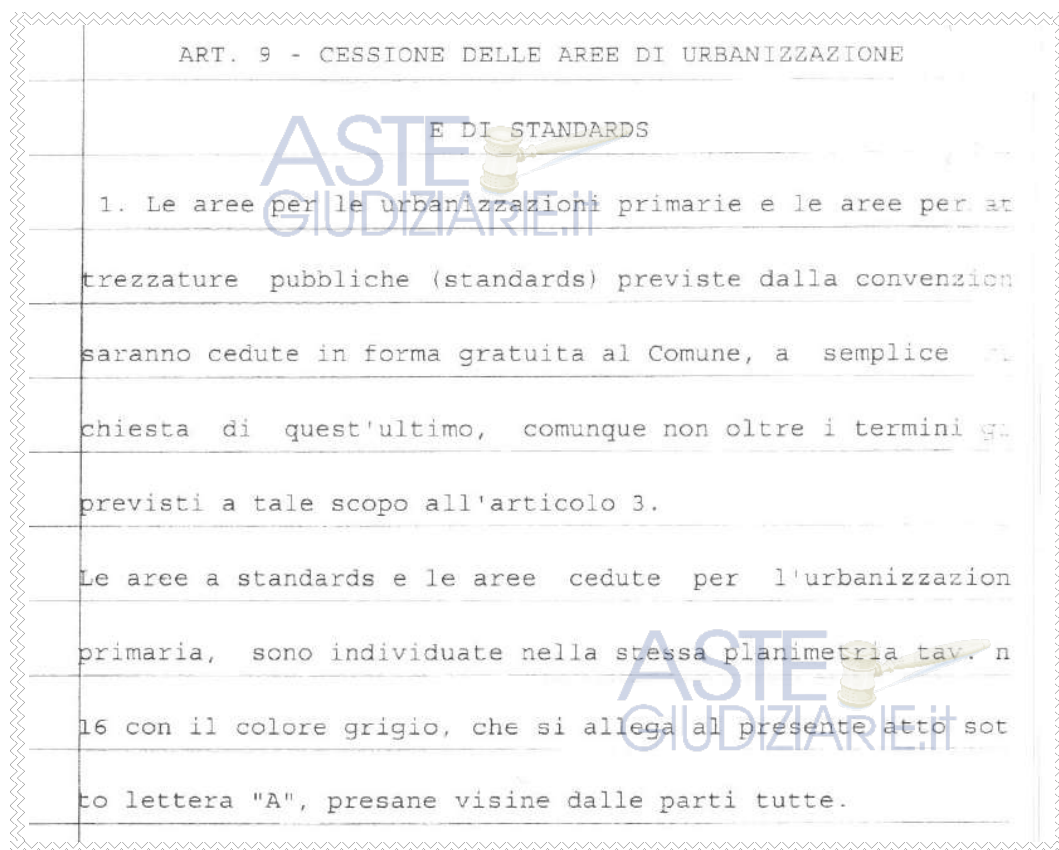 ART. 9 - CESSIONE DELLE AREE DI URBANIZZAZIONE
E DI STANDARDS
1. Le aree per le urbanizzazioni primarie e le aree per at
trezzature pubbliche (standards) previste dalla convenzion
saranno cedute in forma gratuita al Comune, a semplice
chiesta di quest'ultimo, comunque non oltre i termini
previsti a tale scopo all'articolo 3.
Le aree a standards e le aree cedute per l'urbanizzazion
primaria, sono individuate nella stessa planimetria tav. n
16 con il colore grigio, che si allega al presente atto sot
to lettera "A", presane visine dalle parti tutte.
ASTE
GIUDIZIARIE.it
ASTE
GIUDIZIARIE.it